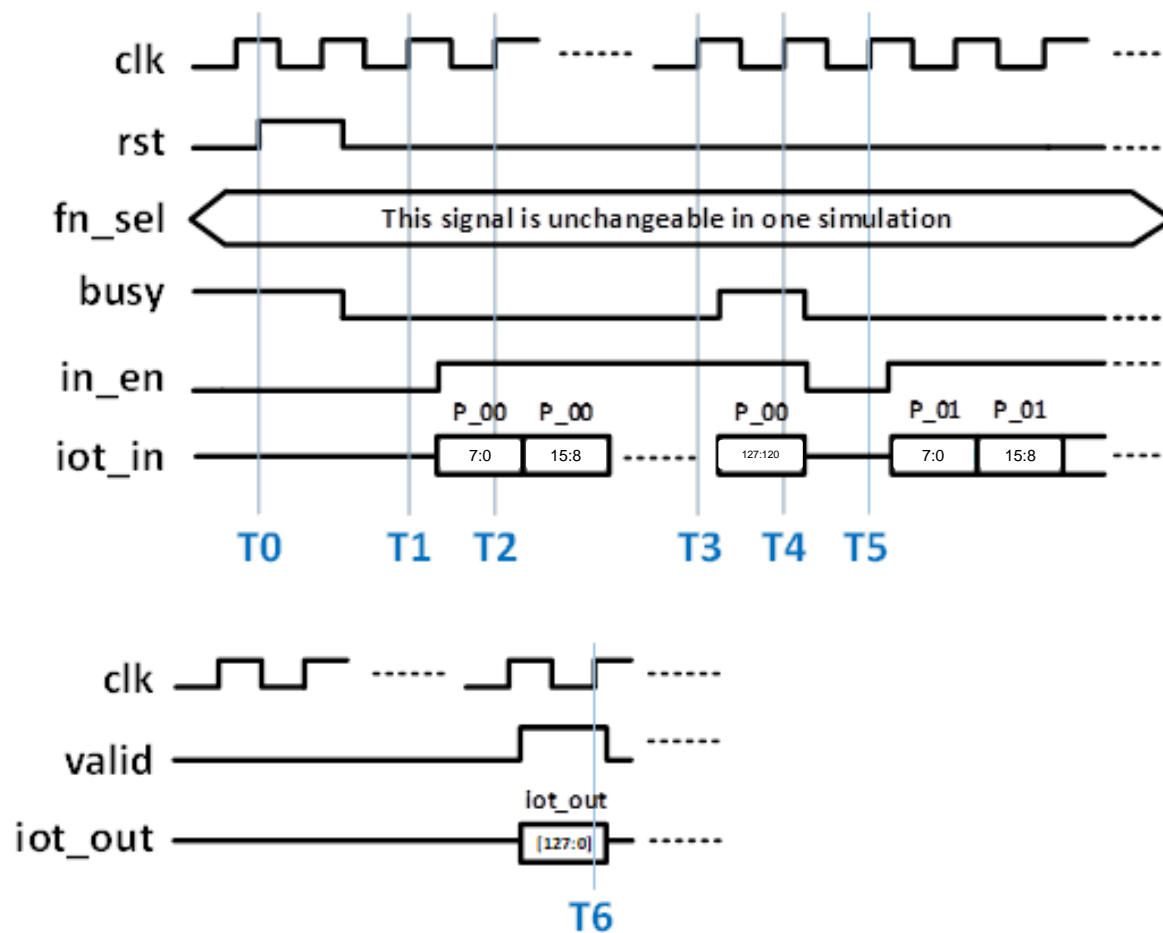 clk
rst
fn_sel This signal is unchangeable in one simulation
busy
in_en
P_00 P_00 P_00 P_01 P_01
iot_in 7:0 15:8 127:120 7:0 15:8
T0 T1 T2 T3 T4 T5
clk
valid
iot_out
iot_out [127:0]
T6